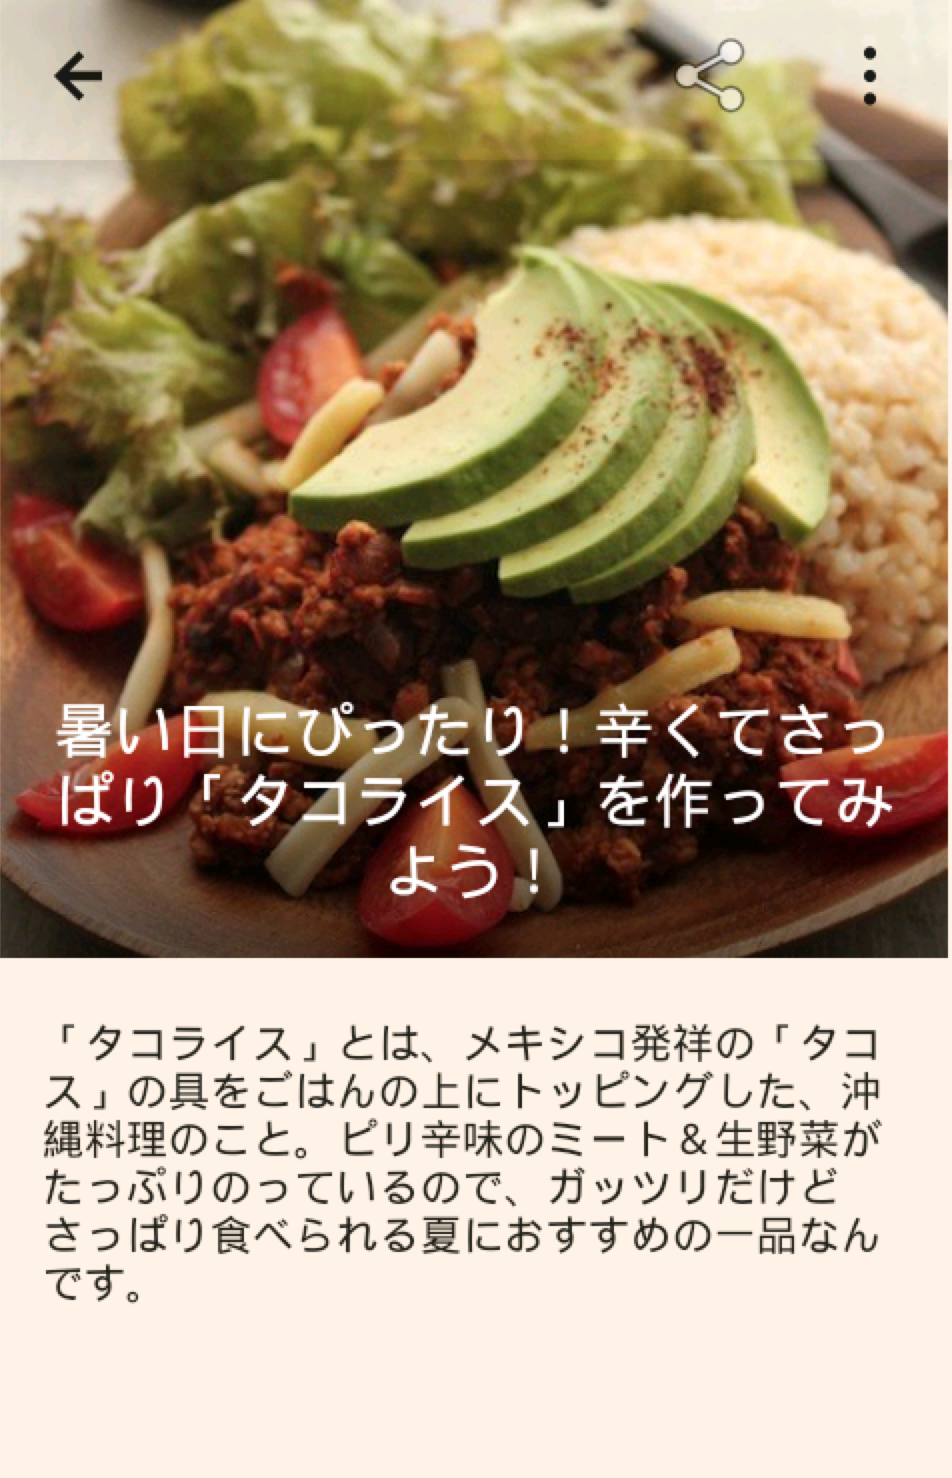 暑い日にぴったり！辛くてさっ
ぱり「タコライス」を作ってみ
よう！
「タコライス」とは、メキシコ発祥の「タコ
ス」の具をごはんの上にトッピングした、沖
縄料理のこと。ピリ辛味のミート＆生野菜が
たっぷりのっているので、ガッツリだけど
さっぱり食べられる夏におすすめの一品なん
です。